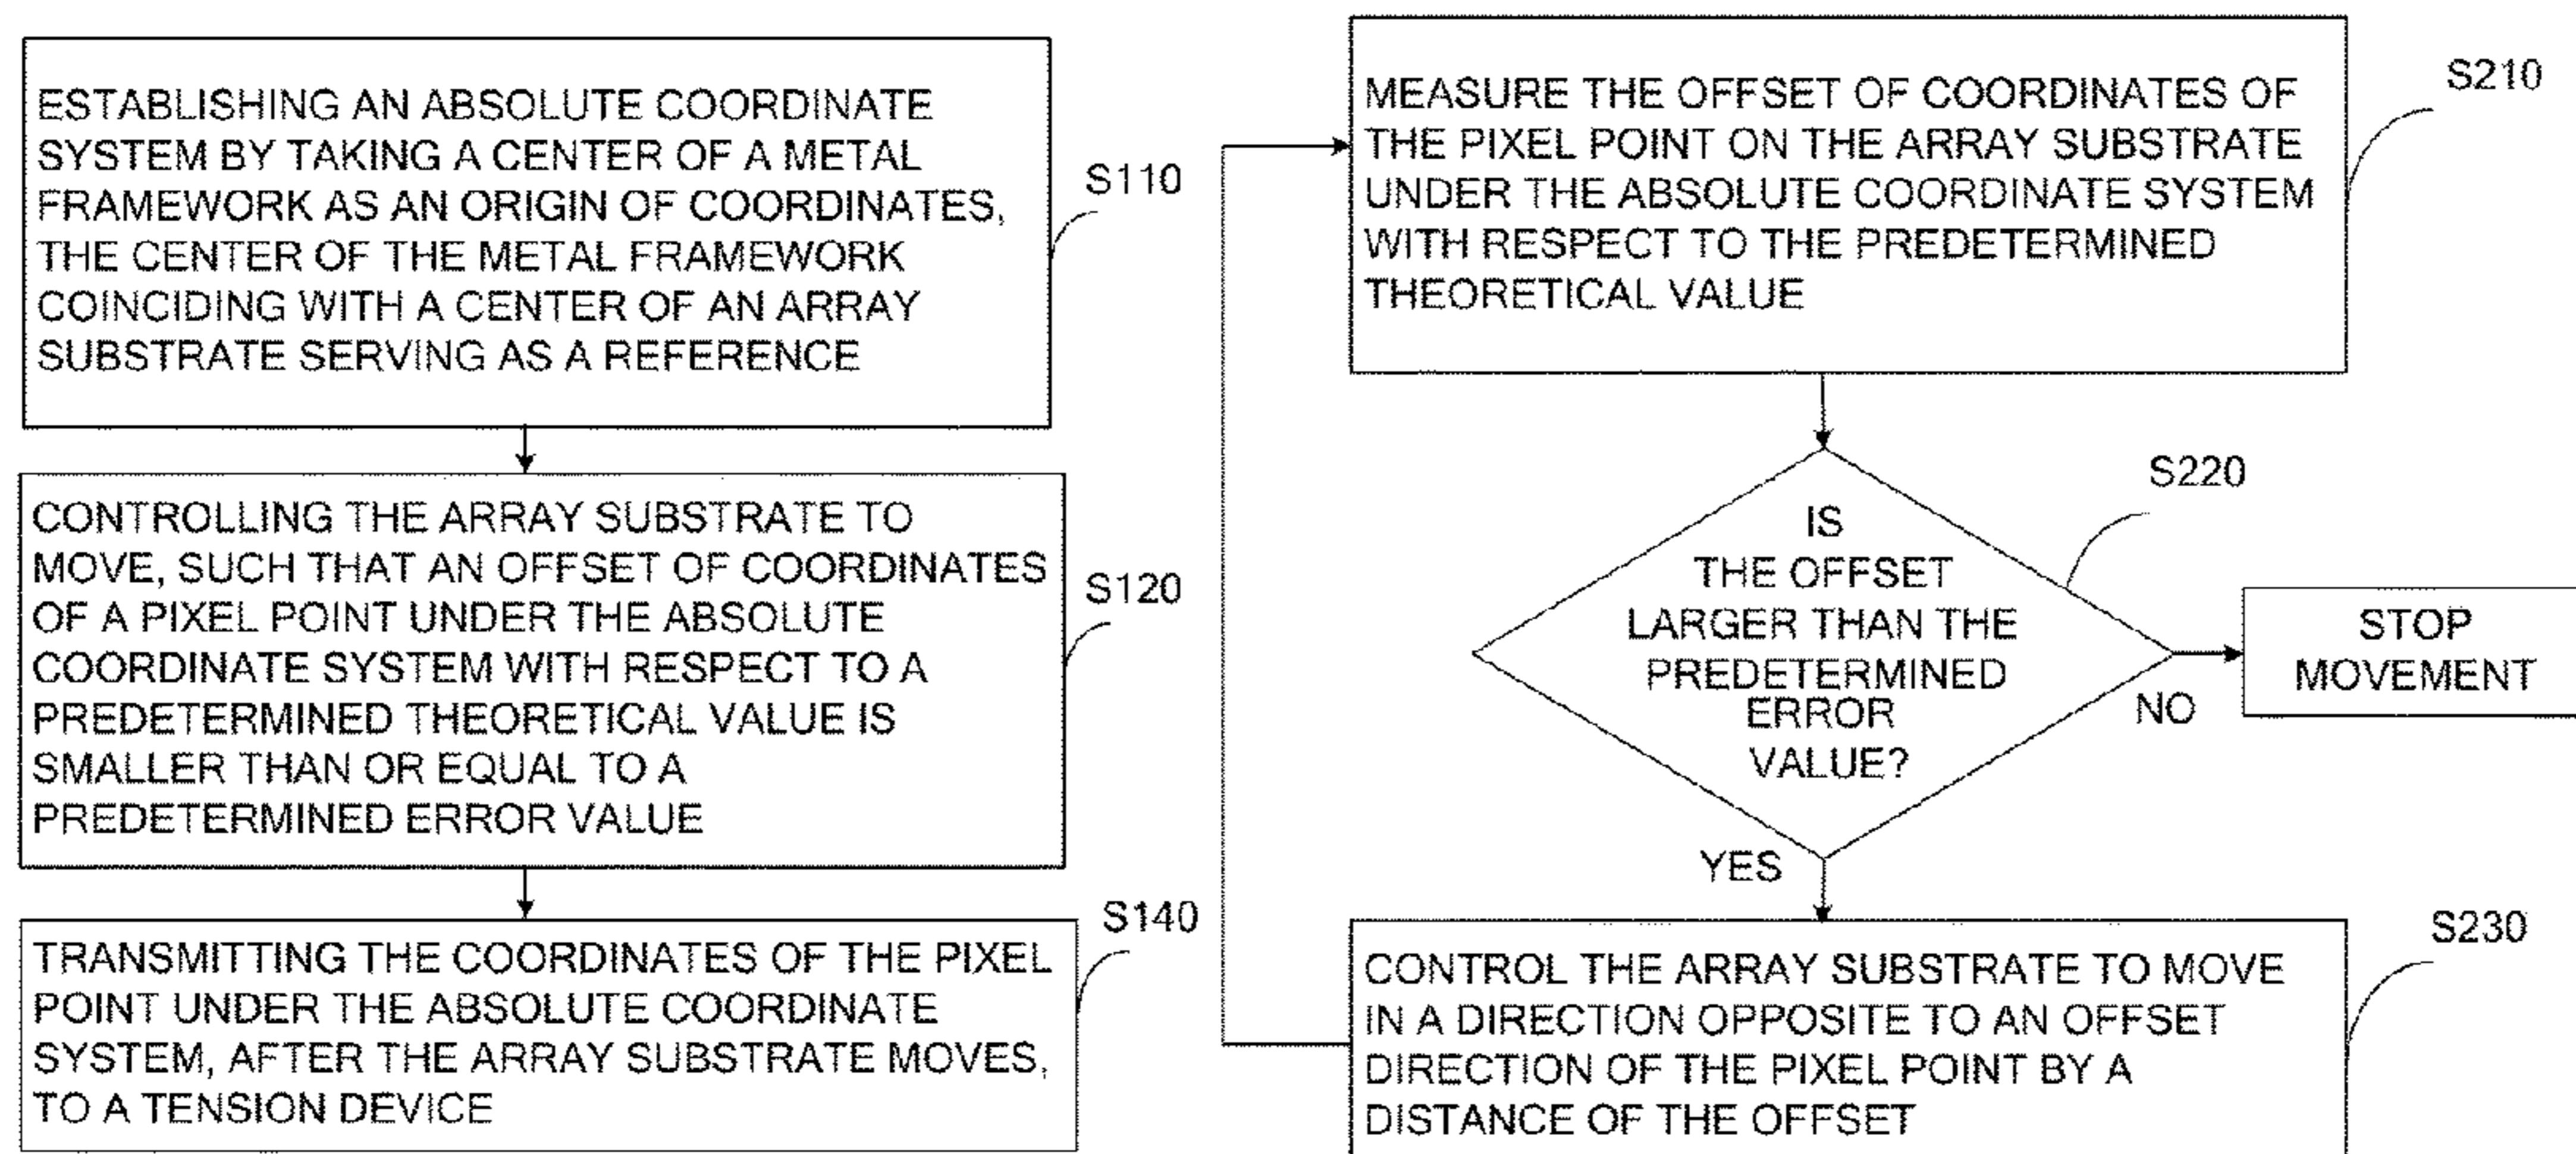 ESTABLISHING AN ABSOLUTE COORDINATE
SYSTEM BY TAKING A CENTER OF A METAL
FRAMEWORK AS AN ORIGIN OF COORDINATES,
THE CENTER OF THE METAL FRAMEWORK
COINCIDING WITH A CENTER OF AN ARRAY
SUBSTRATE SERVING AS A REFERENCE
S110
CONTROLLING THE ARRAY SUBSTRATE TO
MOVE, SUCH THAT AN OFFSET OF COORDINATES
OF A PIXEL POINT UNDER THE ABSOLUTE
COORDINATE SYSTEM WITH RESPECT TO A
PREDETERMINED THEORETICAL VALUE IS
SMALLER THAN OR EQUAL TO A
PREDETERMINED ERROR VALUE
S120
TRANSMITTING THE COORDINATES OF THE PIXEL
POINT UNDER THE ABSOLUTE COORDINATE
SYSTEM, AFTER THE ARRAY SUBSTRATE MOVES,
TO A TENSION DEVICE
S140
MEASURE THE OFFSET OF COORDINATES OF
THE PIXEL POINT ON THE ARRAY SUBSTRATE
UNDER THE ABSOLUTE COORDINATE SYSTEM
WITH RESPECT TO THE PREDETERMINED
THEORETICAL VALUE
S210
IS
THE OFFSET
LARGER THAN THE
PREDETERMINED
ERROR
VALUE?
S220
NO
STOP
MOVEMENT
YES
CONTROL THE ARRAY SUBSTRATE TO MOVE
IN A DIRECTION OPPOSITE TO AN OFFSET
DIRECTION OF THE PIXEL POINT BY A
DISTANCE OF THE OFFSET
S230